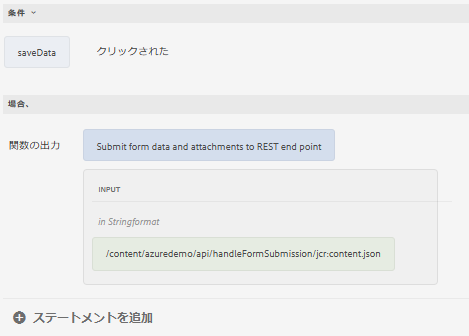 条件
saveData
クリックされた
場合、
関数の出力
Submit form data and attachments to REST end point
INPUT
in Stringformat
/content/azuredemo/api/handleFormSubmission/jcr:content.json
ステートメントを追加